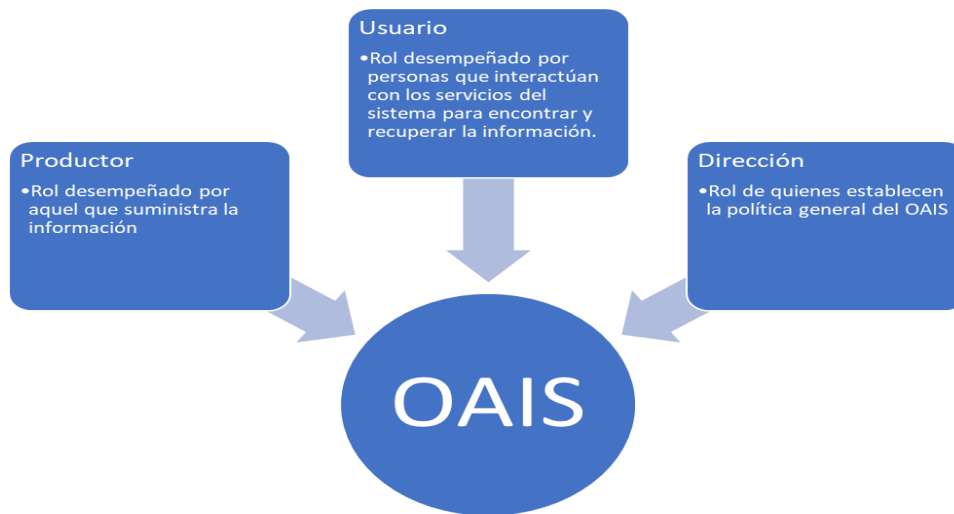 Usuario
•Rol desempeñado por
personas que interactúan
con los servicios del
sistema para encontrar y
recuperar la información.
Productor
•Rol desempeñado por
aquel que suministra la
información
Dirección
•Rol de quienes establecen
la política general del OAIS
OAIS